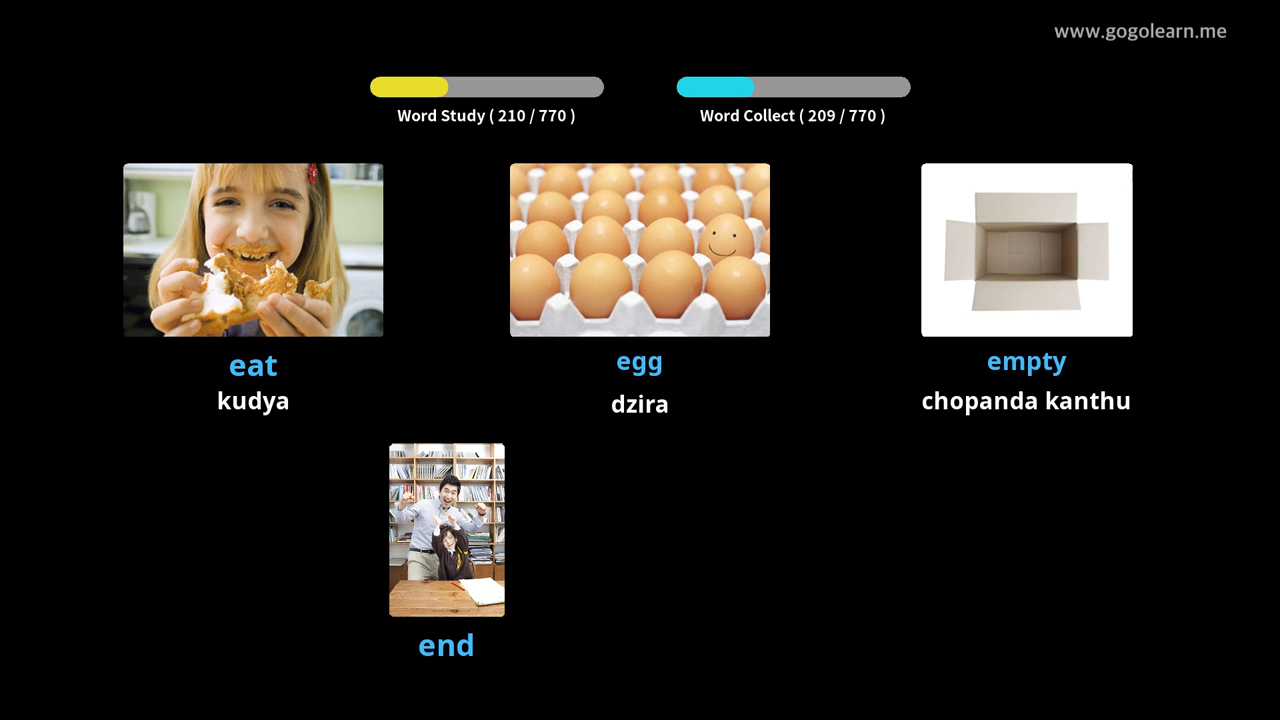 www.gogolearn.me
Word Study ( 210 / 770 )
Word Collect ( 209 / 770 )
eat
kudya
egg
dzira
empty
chopanda kanthu
end